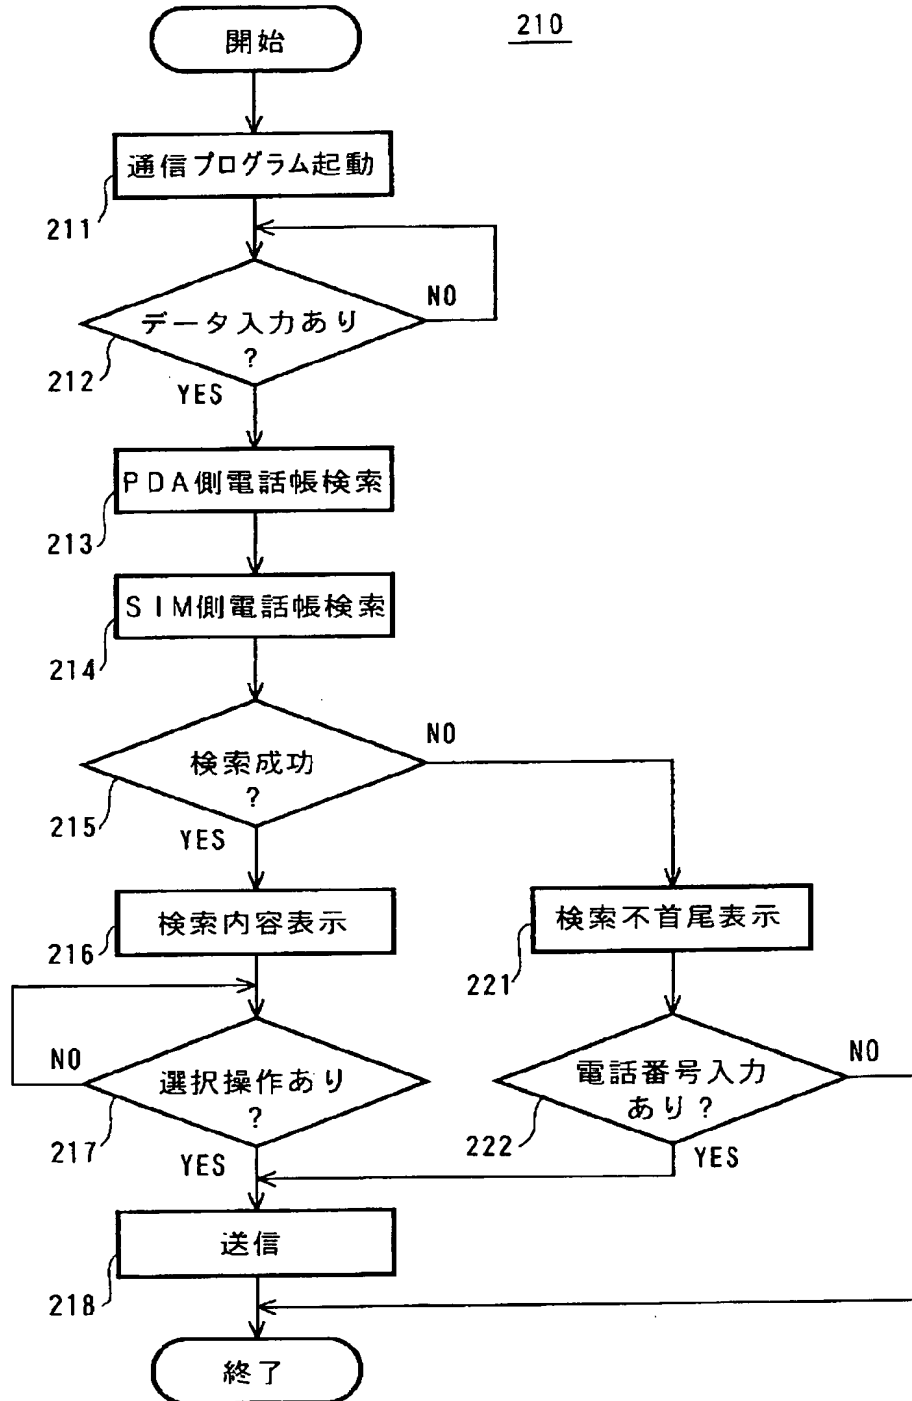 210
開始
通信プログラム起動
211
NO
データ入力あり
?
212
YES
PDA側電話帳検索
213
SIM側電話帳検索
214
NO
検索成功
?
215
YES
検索内容表示
216
検索不首尾表示
221
NO
選択操作あり
?
217
YES
NO
電話番号入力
あり?
222
YES
送信
218
終了